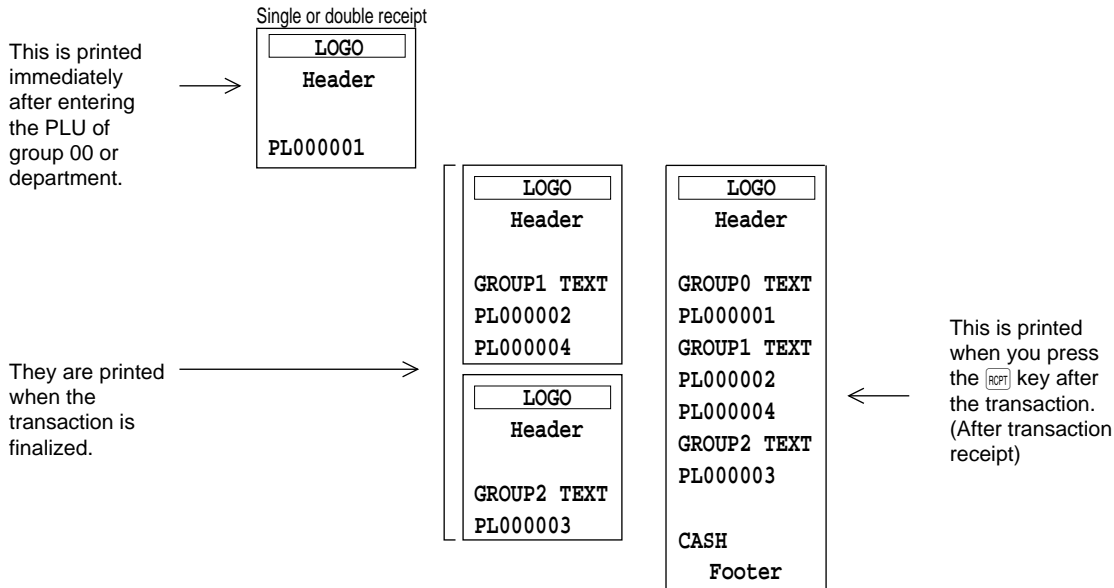 Single or double receipt
This is printed
immediately
after entering
the PLU of
group 00 or
department.
LOGO
Header
PL000001
They are printed
when the
transaction is
finalized.
LOGO
Header
GROUP1 TEXT
PL000002
PL000004
LOGO
Header
GROUP2 TEXT
PL000003
LOGO
Header
GROUP0 TEXT
PL000001
GROUP1 TEXT
PL000002
PL000004
GROUP2 TEXT
PL000003
CASH
Footer
This is printed
when you press
the RCPT key after
the transaction.
(After transaction
receipt)